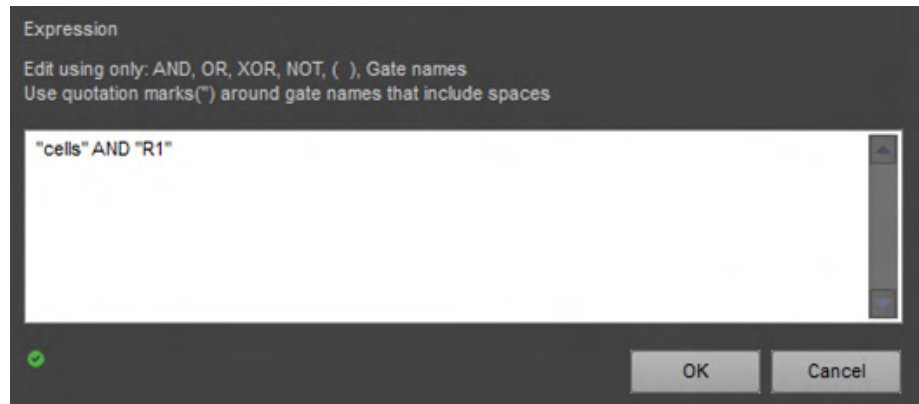 Expression
Edit using only: AND, OR, XOR, NOT, ( ), Gate names
Use quotation marks(") around gate names that include spaces
"cells" AND "R1"
OK
Cancel